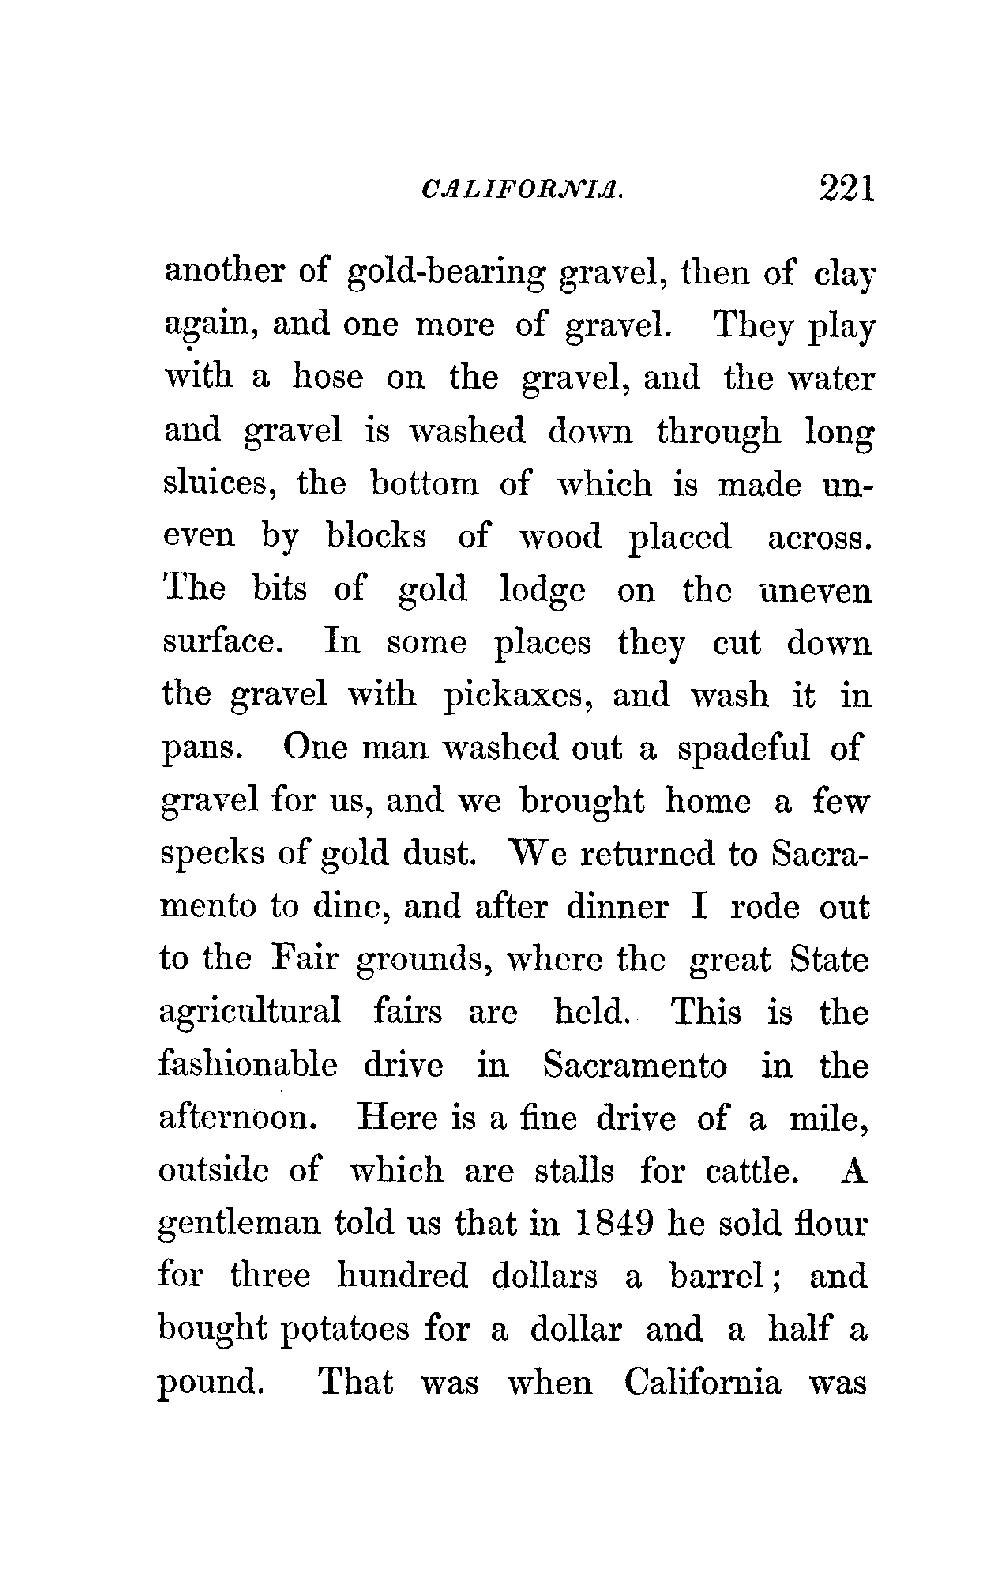 CALIFORNIA. 221
another of gold-bearing gravel, then of clay
again, and one more of gravel. They play
with a hose on the gravel, and the water
and gravel is washed down through long
sluices, the bottom of which is made un-
even by blocks of wood placed across.
The bits of gold lodge on the uneven
surface. In some places they cut down
the gravel with pickaxes, and wash it in
pans. One man washed out a spadeful of
gravel for us, and we brought home a few
specks of gold dust. We returned to Sacra-
mento to dine, and after dinner I rode out
to the Fair grounds, where the great State
agricultural fairs are held. This is the
fashionable drive in Sacramento in the
afternoon. Here is a fine drive of a mile,
outside of which are stalls for cattle. A
gentleman told us that in 1849 he sold flour
for three hundred dollars a barrel; and
bought potatoes for a dollar and a half a
pound. That was when California was